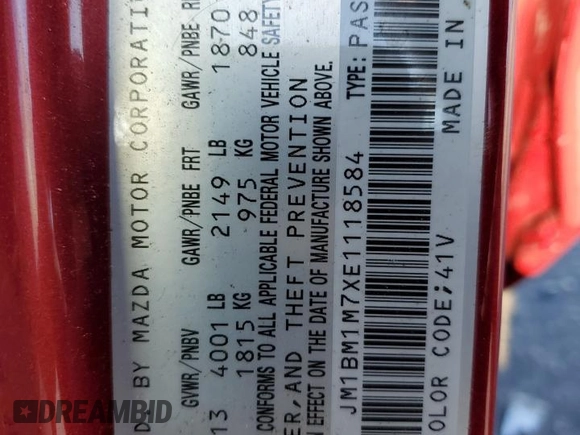 D. BY MAZDA MOTOR CORPORATIV
GVWR/PNBV GAWR/PNBE FRT GAWR/PNBE R
13 4001 LB 2149 LB 1870
1815 KG 975 KG 848
CONFORMS TO ALL APPLICABLE FEDERAL MOTOR VEHICLE SAFETY
ER, AND THEFT PREVENTION
N EFFECT ON THE DATE OF MANUFACTURE SHOWN ABOVE.
JM1BM1M7XE1118584 TYPE: PAS
OLOR CODE;41V MADE IN
DREAMBID